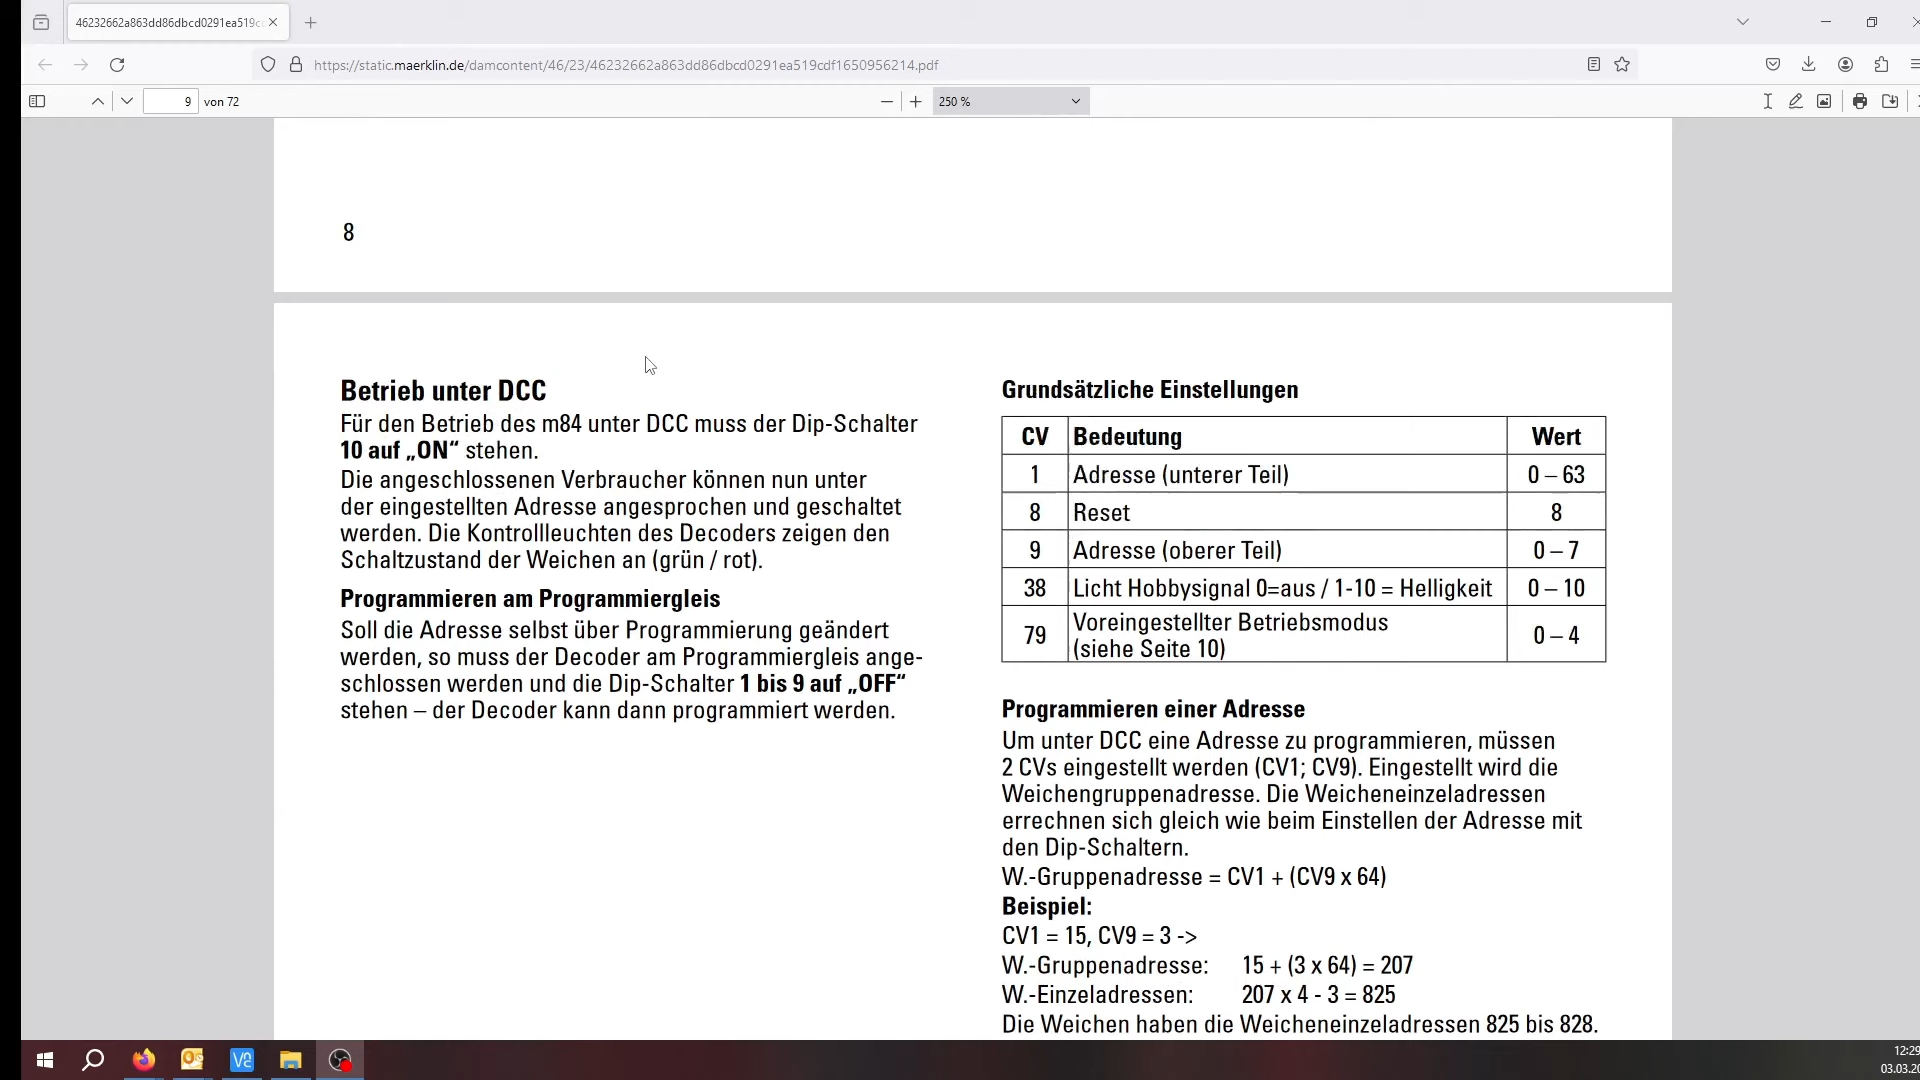 46232662a863dd86dbcd0291ea519c
https://static.maerklin.de/damcontent/46/23/46232662a863dd86dbcd0291ea519cdf1650956214.pdf
9 von 72
250 %
8
Betrieb unter DCC
Für den Betrieb des m84 unter DCC muss der Dip-Schalter
10 auf „ON“ stehen.
Die angeschlossenen Verbraucher können nun unter
der eingestellten Adresse angesprochen und geschaltet
werden. Die Kontrollleuchten des Decoders zeigen den
Schaltzustand der Weichen an (grün / rot).
Programmieren am Programmiergleis
Soll die Adresse selbst über Programmierung geändert
werden, so muss der Decoder am Programmiergleis ange-
schlossen werden und die Dip-Schalter 1 bis 9 auf „OFF“
stehen – der Decoder kann dann programmiert werden.
Grundsätzliche Einstellungen
CV Bedeutung Wert
1 Adresse (unterer Teil) 0 – 63
8 Reset 8
9 Adresse (oberer Teil) 0 – 7
38 Licht Hobbysignal 0=aus / 1-10 = Helligkeit 0 – 10
79 Voreingestellter Betriebsmodus
(siehe Seite 10) 0 – 4
Programmieren einer Adresse
Um unter DCC eine Adresse zu programmieren, müssen
2 CVs eingestellt werden (CV1; CV9). Eingestellt wird die
Weichengruppenadresse. Die Weicheneinzeladressen
errechnen sich gleich wie beim Einstellen der Adresse mit
den Dip-Schaltern.
W.-Gruppenadresse = CV1 + (CV9 x 64)
Beispiel:
CV1 = 15, CV9 = 3 ->
W.-Gruppenadresse: 15 + (3 x 64) = 207
W.-Einzeladressen: 207 x 4 - 3 = 825
Die Weichen haben die Weicheneinzeladressen 825 bis 828.
12:29
03.03.20